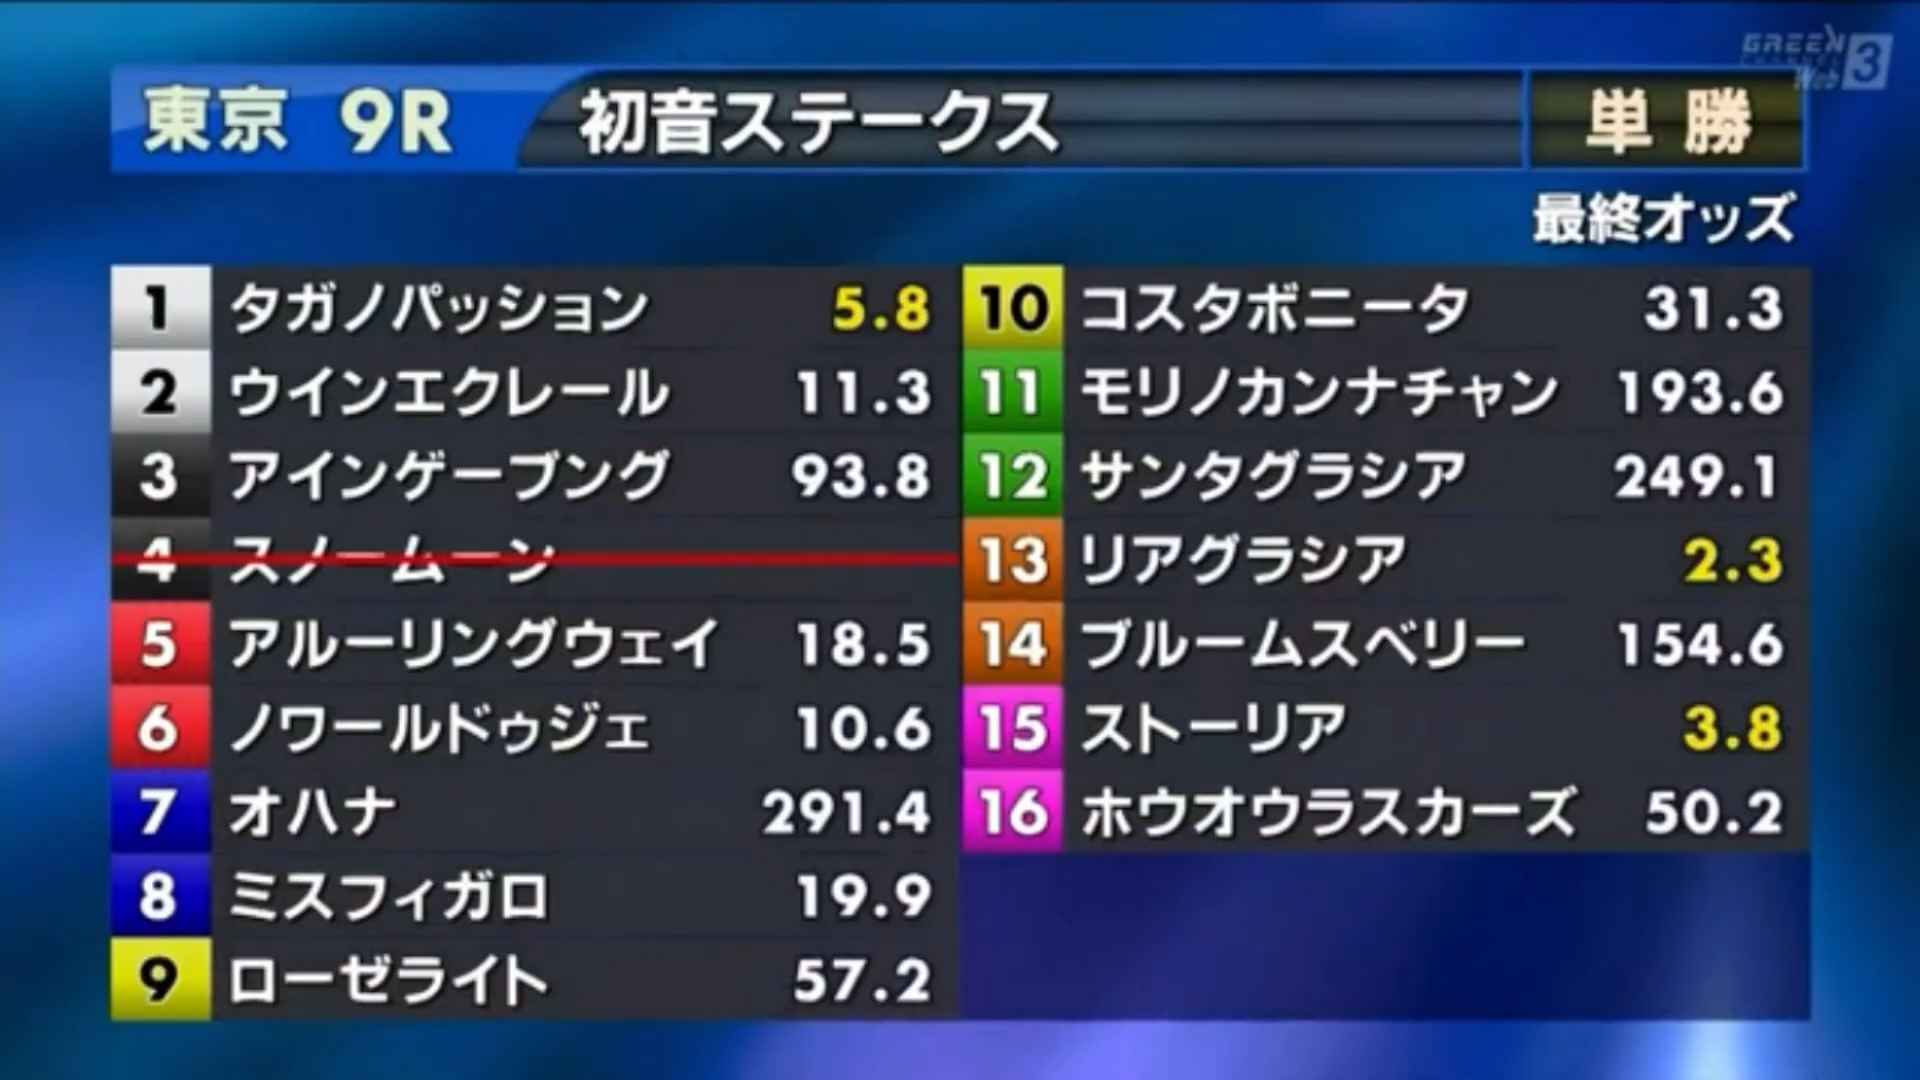 GREEN CHANNEL Web 3
東京 9R 初音ステークス 単勝
最終オッズ
1 タガノパッション 5.8
2 ウインエクレール 11.3
3 アインゲーブング 93.8
4 スノームーン
5 アルーリングウェイ 18.5
6 ノワールドゥジェ 10.6
7 オハナ 291.4
8 ミスフィガロ 19.9
9 ローゼライト 57.2
10 コスタボニータ 31.3
11 モリノカンナチャン 193.6
12 サンタグラシア 249.1
13 リアグラシア 2.3
14 ブルームスベリー 154.6
15 ストーリア 3.8
16 ホウオウラスカーズ 50.2